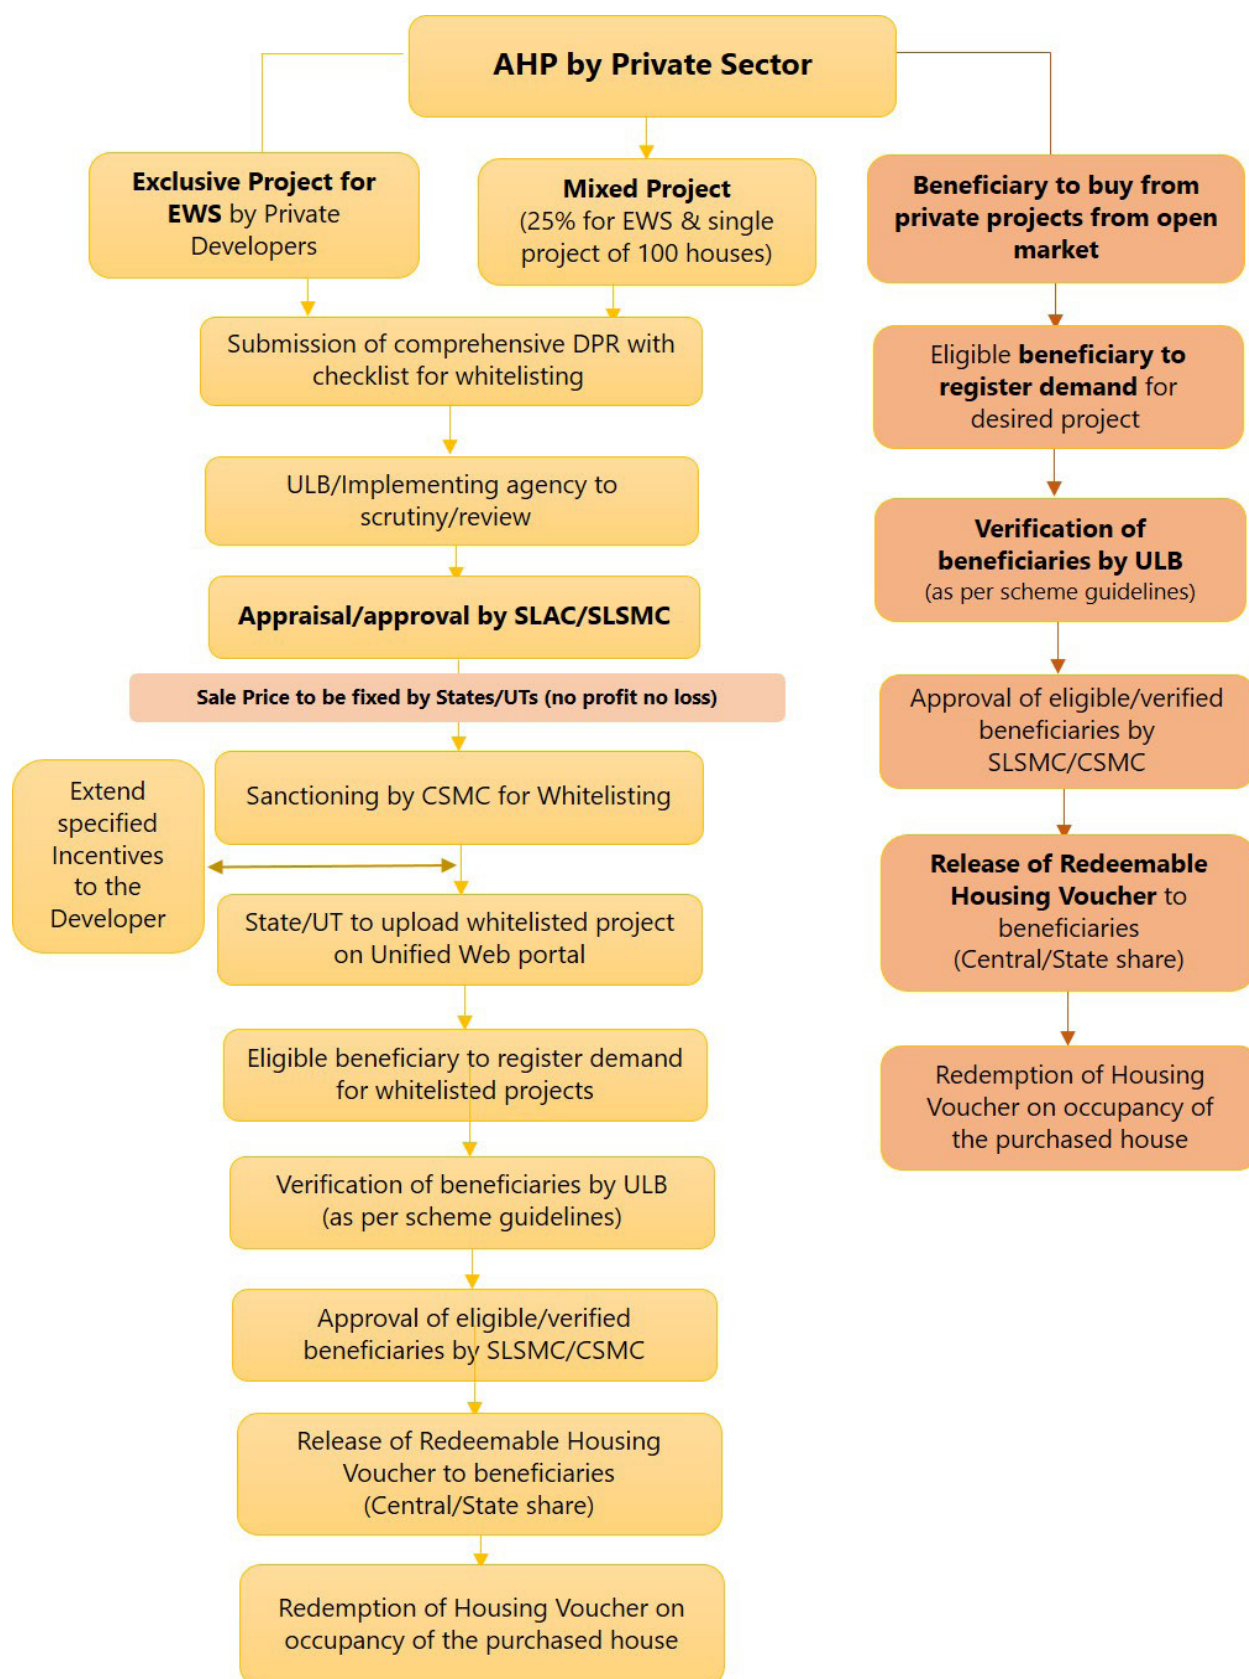 AHP by Private Sector
Exclusive Project for
EWS by Private
Developers
Mixed Project
(25% for EWS & single
project of 100 houses)
Submission of comprehensive DPR with
checklist for whitelisting
ULB/Implementing agency to
scrutiny/review
Appraisal/approval by SLAC/SLSMC
Sale Price to be fixed by States/UTs (no profit no loss)
Sanctioning by CSMC for Whitelisting
Extend
specified
Incentives
to the
Developer
State/UT to upload whitelisted project
on Unified Web portal
Eligible beneficiary to register demand
for whitelisted projects
Verification of beneficiaries by ULB
(as per scheme guidelines)
Approval of eligible/verified
beneficiaries by SLSMC/CSMC
Release of Redeemable Housing
Voucher to beneficiaries
(Central/State share)
Redemption of Housing Voucher on
occupancy of the purchased house
Beneficiary to buy from
private projects from open
market
Eligible beneficiary to
register demand for
desired project
Verification of
beneficiaries by ULB
(as per scheme guidelines)
Approval of eligible/verified
beneficiaries by
SLSMC/CSMC
Release of Redeemable
Housing Voucher to
beneficiaries
(Central/State share)
Redemption of Housing
Voucher on occupancy of
the purchased house